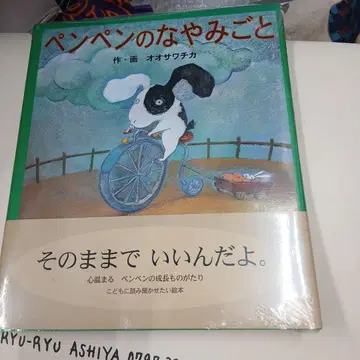 ペンペンのなやみごと
作・画 オオサワチカ
そのままで いいんだよ。
心温まる ペンペンの成長ものがたり
こどもに読み聞かせたい絵本
RYU-RYU ASHIYA